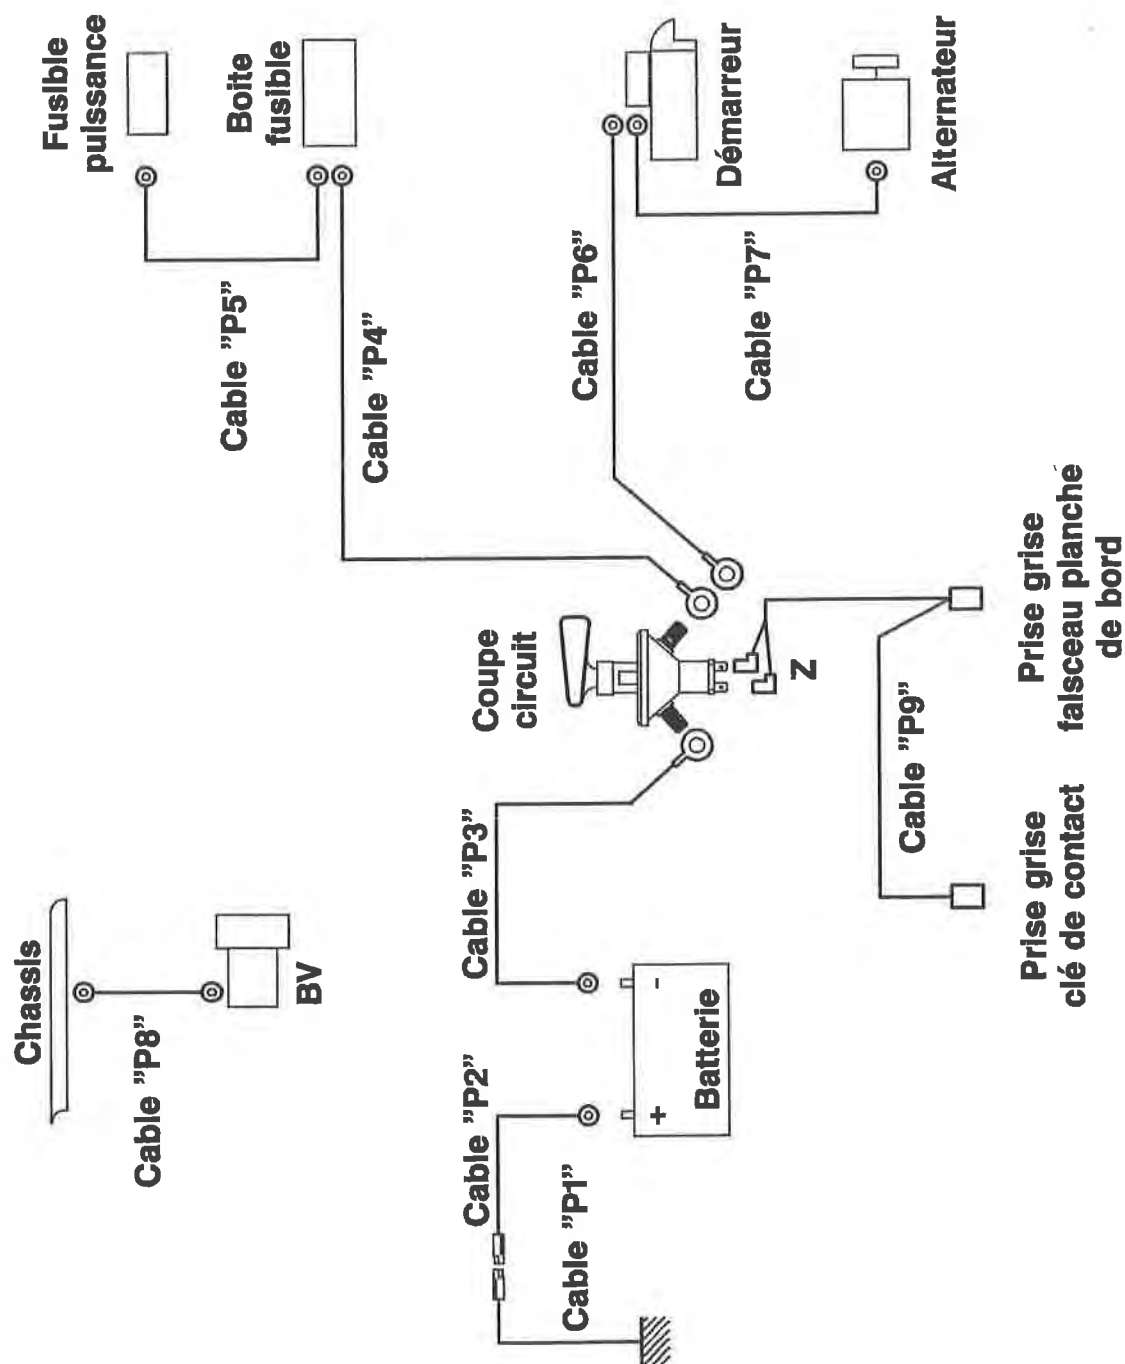 Chassis
Cable "P8"
BV
Fusible
puissance
Boite
fusible
Cable "P5"
Cable "P4"
Cable "P2"
Cable "P1"
+
-
Batterie
Cable "P3"
Coupe
circuit
Z
Cable "P6"
Cable "P7"
Démarreur
Alternateur
Cable "P9"
Prise grise
clé de contact
Prise grise
faisceau planche
de bord